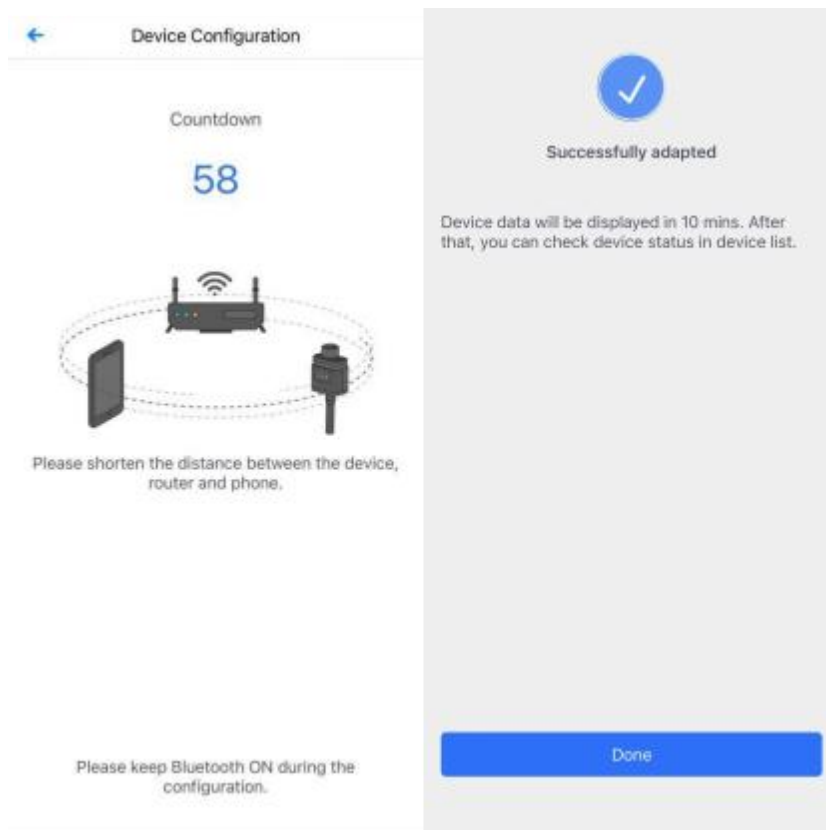 Device Configuration
Countdown
58
Please shorten the distance between the device,
router and phone.
Please keep Bluetooth ON during the
configuration.
Successfully adapted
Device data will be displayed in 10 mins. After
that, you can check device status in device list.
Done